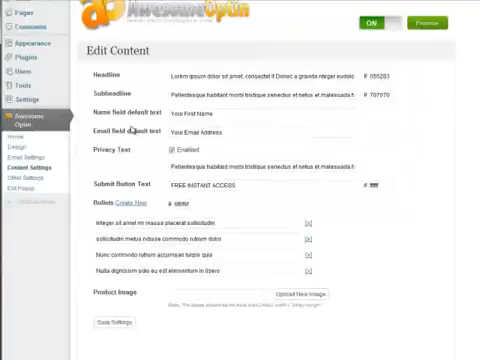 Pages
Comments
Appearance
Plugins
Users
Tools
Settings
Awesome
Optin
Home
Design
Email Settings
Content Settings
Other Settings
Edit Popup
AwesomeOptin
ON
Preview
Edit Content
Headline
Lorem ipsum dolor sit amet, consectet il Donec a gravida integer euismod
Subheadline
Pellentesque habitant morbi tristique senectus et netus et malesuada
# 707070
Name field default text
Your First Name
Email field default text
Your Email Address
Privacy Text
Enabled
Pellentesque habitant morbi tristique senectus et netus et malesuada
Submit Button Text
FREE INSTANT ACCESS
# ffffff
Bullets Create New
#
Integer sit amet mi massa placerat sollicitudin
[x]
sollicitudin metus ndisse commodo rutrum dolor
[x]
Nunc commodo rutrum accumsan turpis quis
[x]
Nulla dignissim odio eu est elementum in libero
[x]
Product Image
Upload New Image
Save Settings